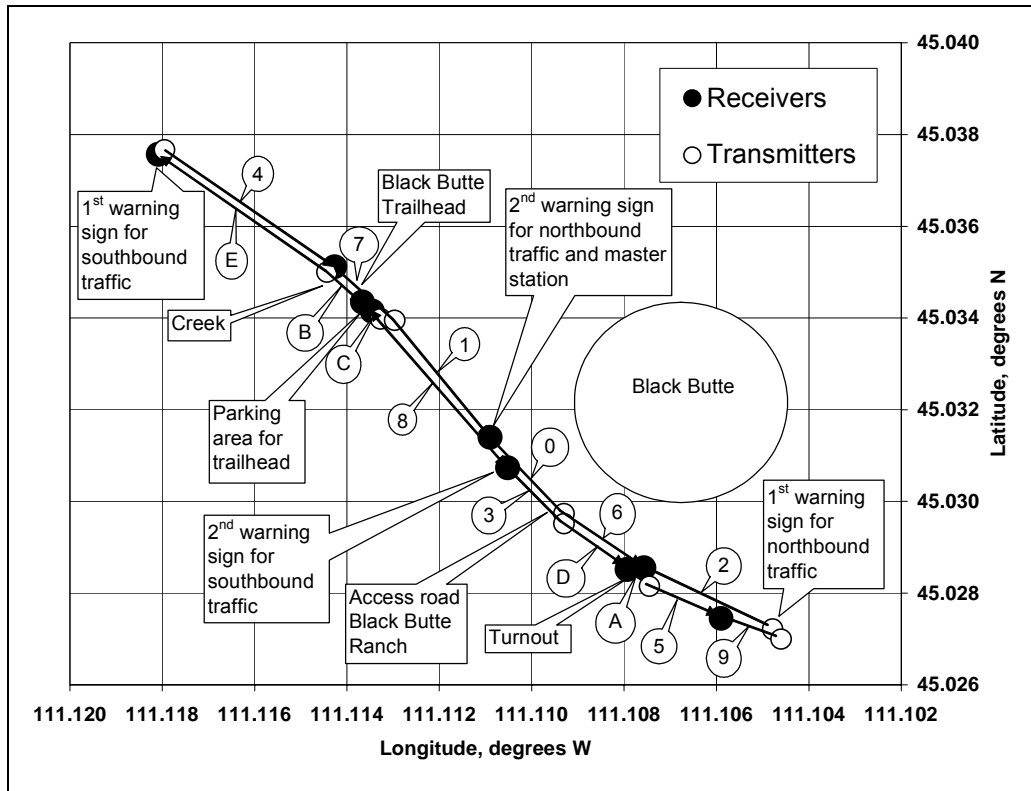 45.040
Receivers
Transmitters
45.038
Black Butte
Trailhead
2nd warning sign
for northbound
traffic and master
station
4
1st warning
sign for
southbound
traffic
7
E
45.036
Creek
B
C
1
45.034
Black Butte
8
Parking
area for
trailhead
45.032
0
3
6
1st warning
sign for
northbound
traffic
45.030
2nd warning
sign for
southbound
traffic
D
2
Access road
Black Butte
Ranch
Turnout
A
5
9
45.028
45.026
Latitude, degrees N
111.120 111.118 111.116 111.114 111.112 111.110 111.108 111.106 111.104 111.102
Longitude, degrees W